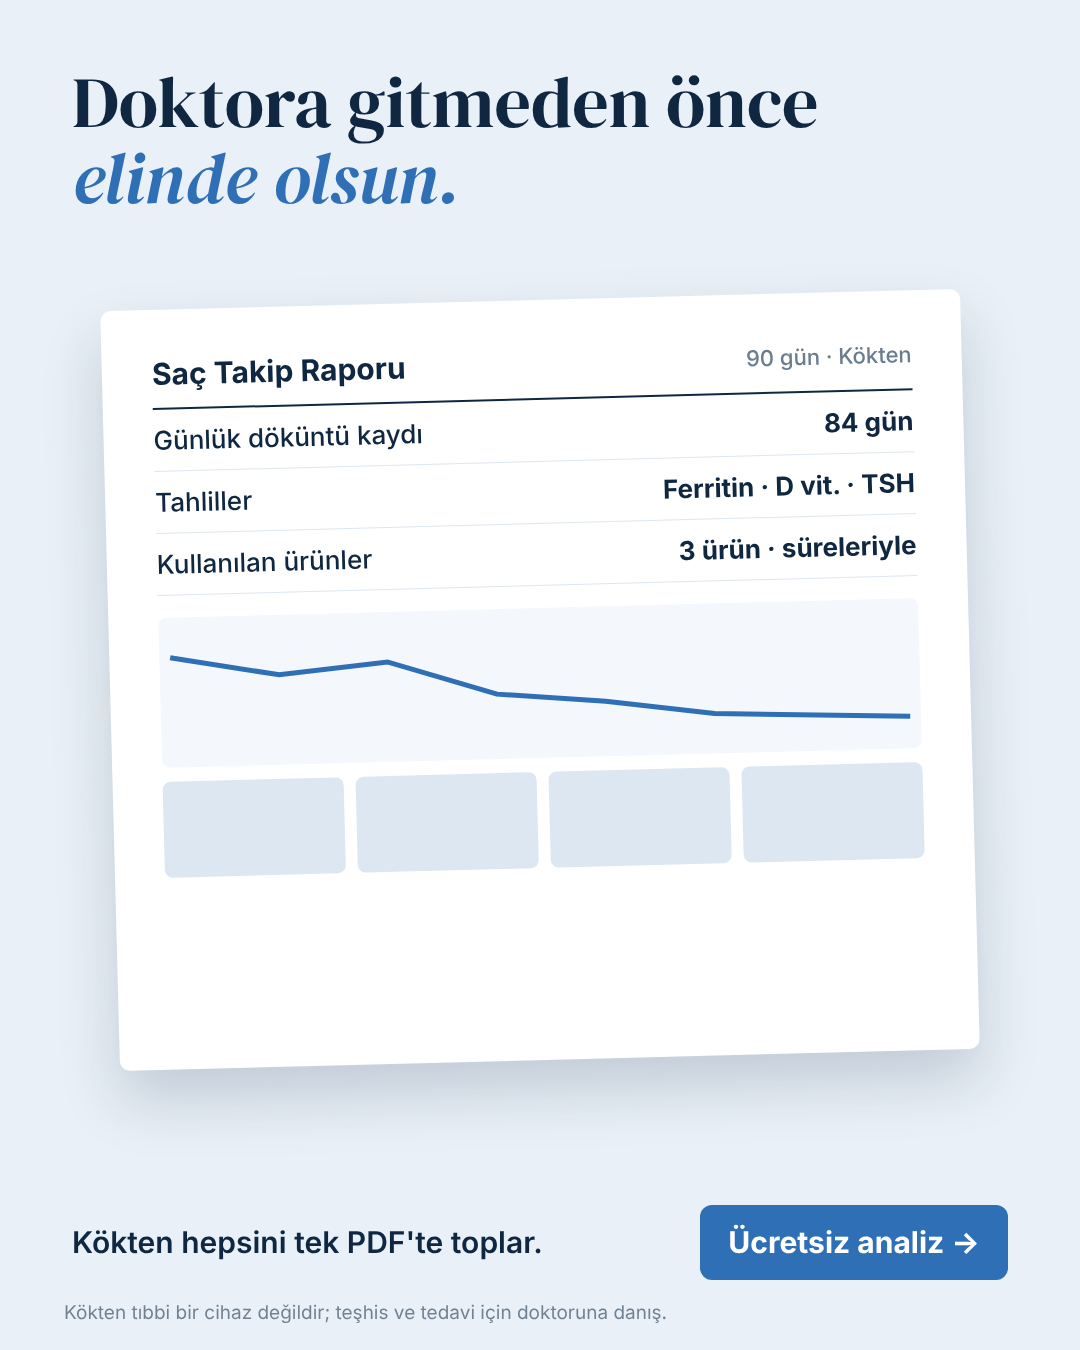 Doktora gitmeden önce
elinde olsun.
Saç Takip Raporu
90 gün · Kökten
Günlük döküntü kaydı
84 gün
Tahliller
Ferritin · D vit. · TSH
Kullanılan ürünler
3 ürün · süreleriyle
Kökten hepsini tek PDF'te toplar.
Ücretsiz analiz →
Kökten tıbbi bir cihaz değildir; teşhis ve tedavi için doktoruna danış.